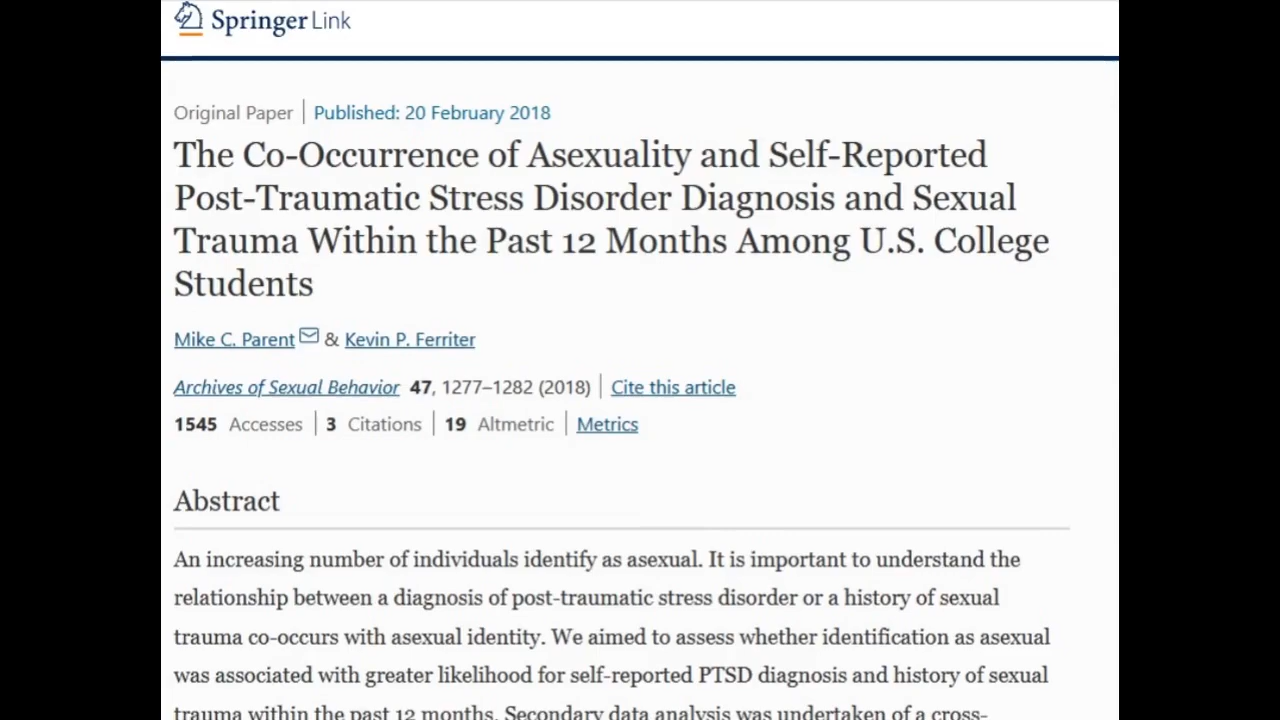 Springer Link
Original Paper | Published: 20 February 2018
The Co-Occurrence of Asexuality and Self-Reported
Post-Traumatic Stress Disorder Diagnosis and Sexual
Trauma Within the Past 12 Months Among U.S. College
Students
Mike C. Parent & Kevin P. Ferriter
Archives of Sexual Behavior 47, 1277–1282 (2018) | Cite this article
1545 Accesses | 3 Citations | 19 Altmetric | Metrics
Abstract
An increasing number of individuals identify as asexual. It is important to understand the
relationship between a diagnosis of post-traumatic stress disorder or a history of sexual
trauma co-occurs with asexual identity. We aimed to assess whether identification as asexual
was associated with greater likelihood for self-reported PTSD diagnosis and history of sexual
trauma within the past 12 months. Secondary data analysis was undertaken of a cross-